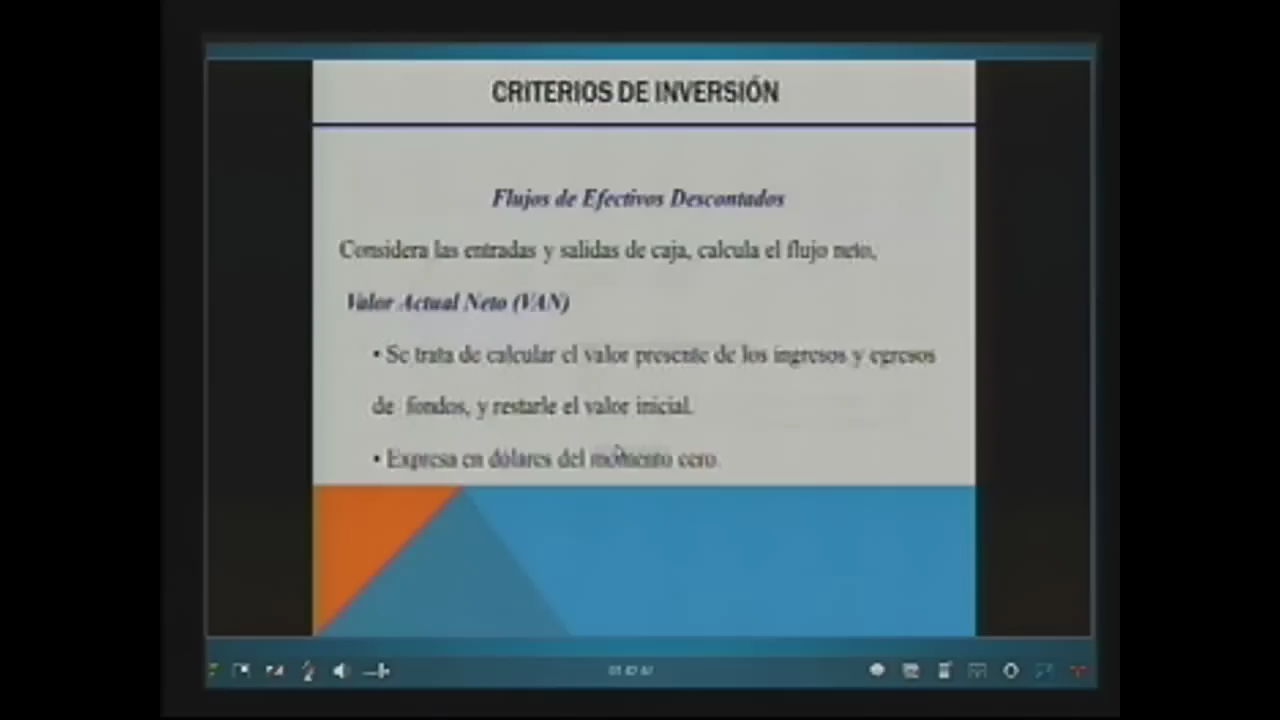 CRITERIOS DE INVERSIÓN
Flujos de Efectivos Descontados
Considera las entradas y salidas de caja, calcula el flujo neto,
Valor Actual Neto (VAN)
• Se trata de calcular el valor presente de los ingresos y egresos
de fondos, y restarle el valor inicial.
• Expresa en dólares del momento cero.